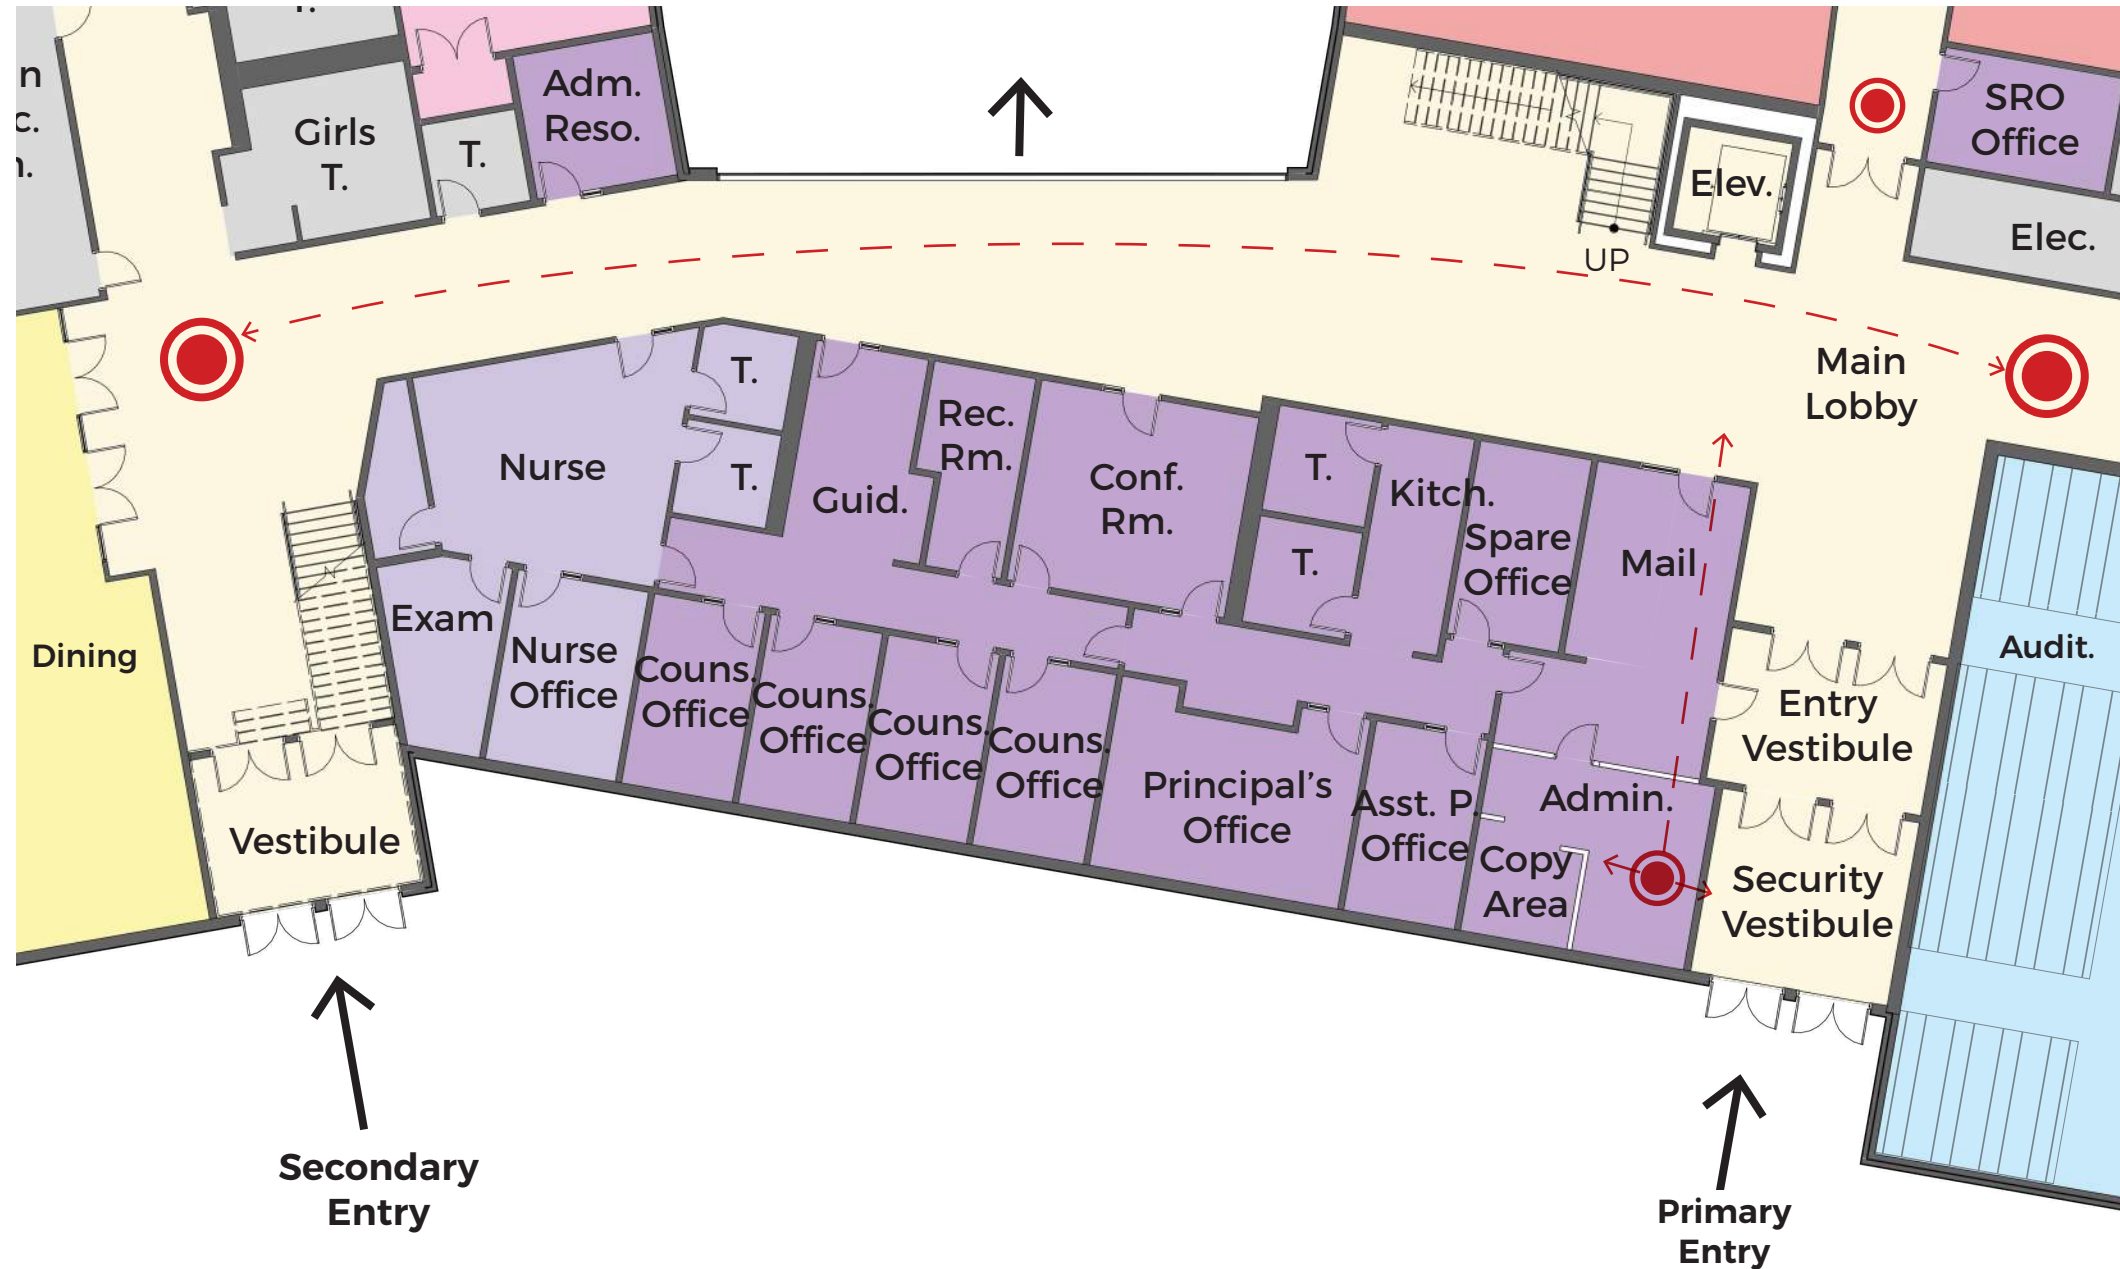 T.
n
c.
Girls
T.
T.
Adm.
Reso.
Elev.
UP
SRO
Office
Elec.
Main
Lobby
Nurse
T.
T.
Guid.
Rec.
Rm.
Conf.
Rm.
T.
T.
Kitch.
Spare
Office
Mail
Dining
Exam
Nurse
Office
Couns.
Office
Couns.
Office
Couns.
Office
Couns.
Office
Principal’s
Office
Asst. P.
Office
Admin.
Copy
Area
Entry
Vestibule
Security
Vestibule
Audit.
Vestibule
Secondary
Entry
Primary
Entry